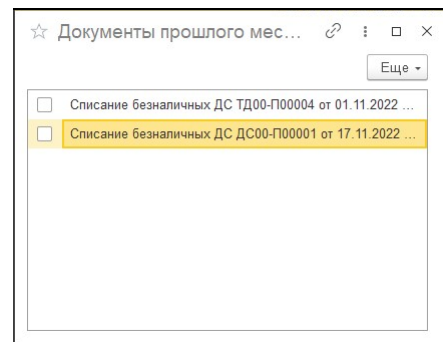 Документы прошлого мес...
Еще
Списание безналичных ДС ТД00-П00004 от 01.11.2022 ...
Списание безналичных ДС ДС00-П00001 от 17.11.2022 ...